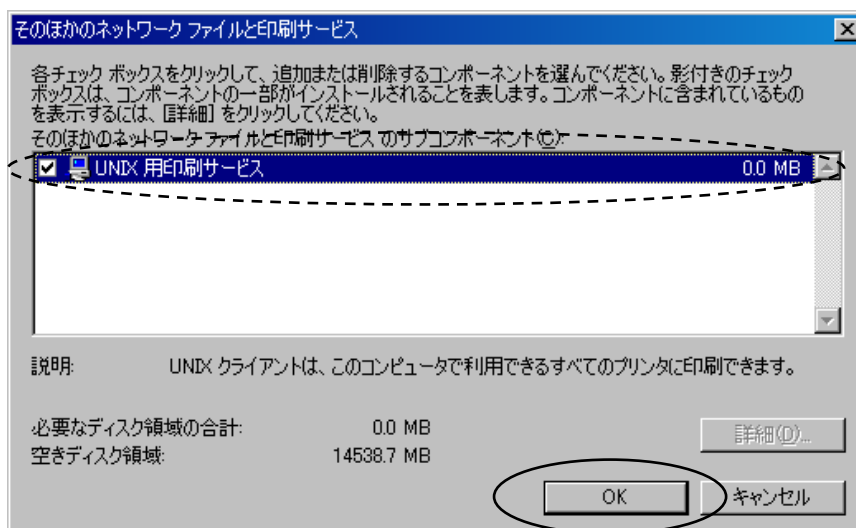 そのほかのネットワーク ファイルと印刷サービス
各チェック ボックスをクリックして、追加または削除するコンポーネントを選んでください。影付きのチェック
ボックスは、コンポーネントの一部がインストールされることを表します。コンポーネントに含まれているもの
を表示するには、[詳細] をクリックしてください。
そのほかのネットワーク ファイルと印刷サービス のサブコンポーネント(C):
UNIX 用印刷サービス 0.0 MB
説明: UNIX クライアントは、このコンピュータで利用できるすべてのプリンタに印刷できます。
必要なディスク領域の合計: 0.0 MB
空きディスク領域: 14538.7 MB
詳細(D)...
OK キャンセル